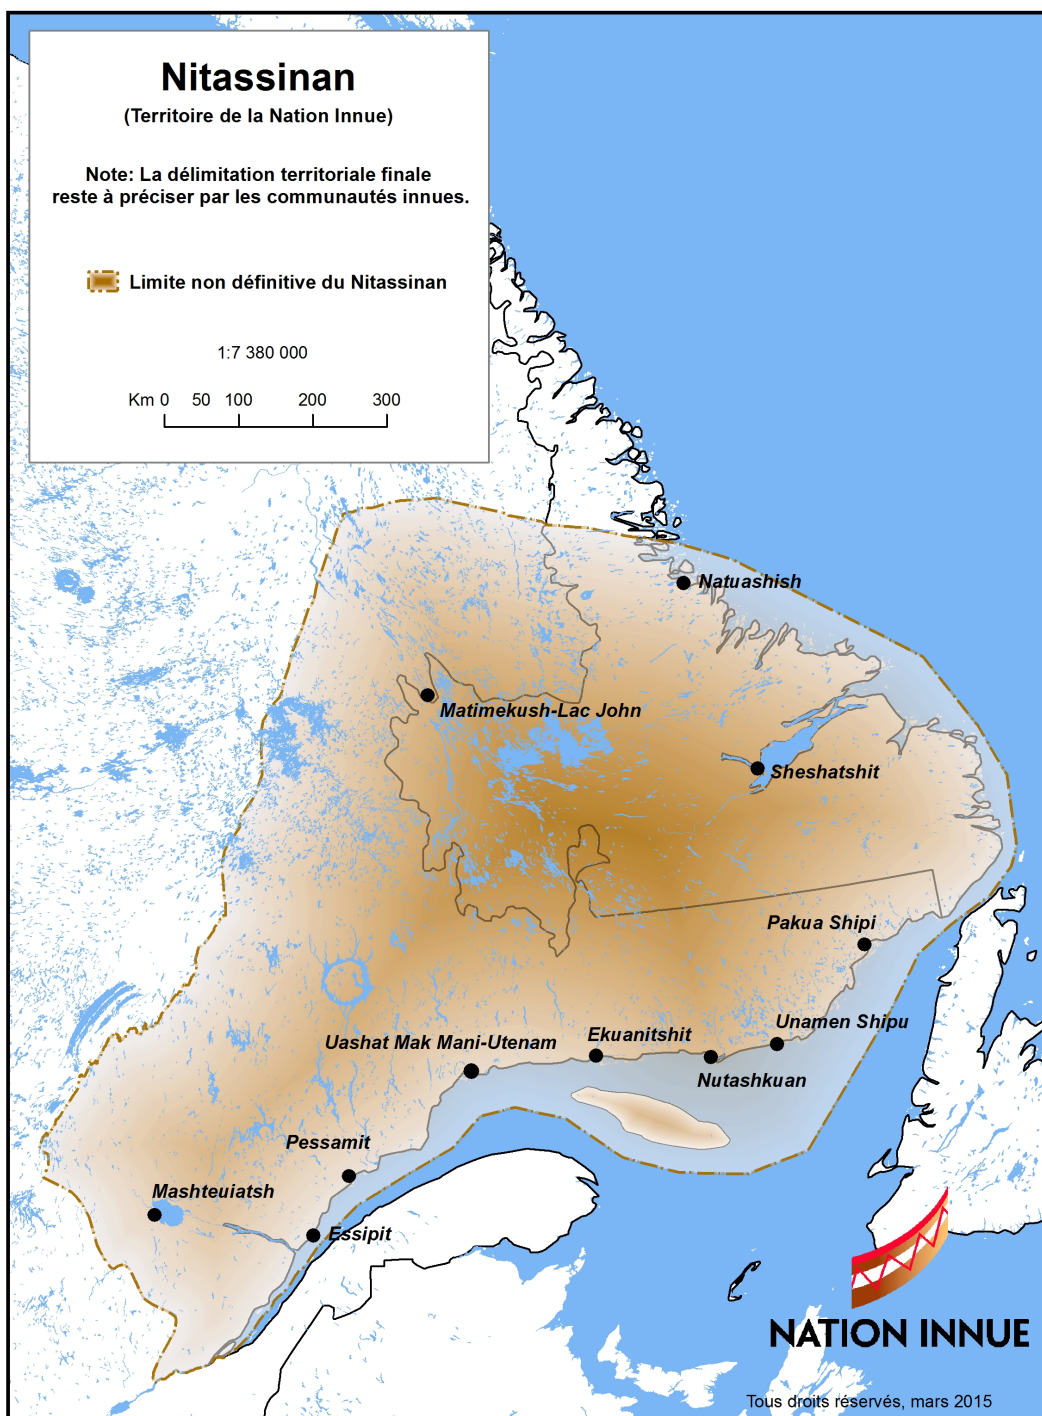 Nitassinan
(Territoire de la Nation Innue)
Note: La délimitation territoriale finale
reste à préciser par les communautés innues.
Limite non définitive du Nitassinan
1:7 380 000
Km 0 50 100 200 300
Natuashish
Matimekush-Lac John
Sheshatshit
Pakua Shipi
Unamen Shipu
Ekuanitshit
Uashat Mak Mani-Utenam
Nutashkuan
Pessamit
Mashteuiatsh
Essipit
NATION INNUE
Tous droits réservés, mars 2015